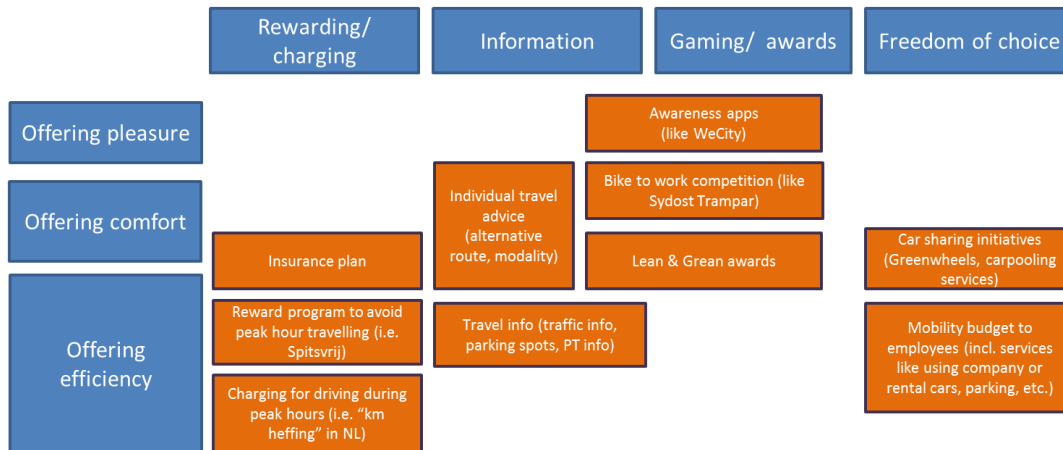 Rewarding/
charging
Information
Gaming/ awards
Freedom of choice
Offering pleasure
Awareness apps
(like WeCity)
Offering comfort
Individual travel
advice
(alternative
route, modality)
Bike to work competition (like
Sydost Trampar)
Insurance plan
Lean & Grean awards
Car sharing initiatives
(Greenwheels, carpooling
services)
Offering
efficiency
Reward program to avoid
peak hour travelling (i.e.
Spitsvrij)
Travel info (traffic info,
parking spots, PT info)
Mobility budget to
employees (incl. services
like using company or
rental cars, parking, etc.)
Charging for driving during
peak hours (i.e. “km
heffing” in NL)